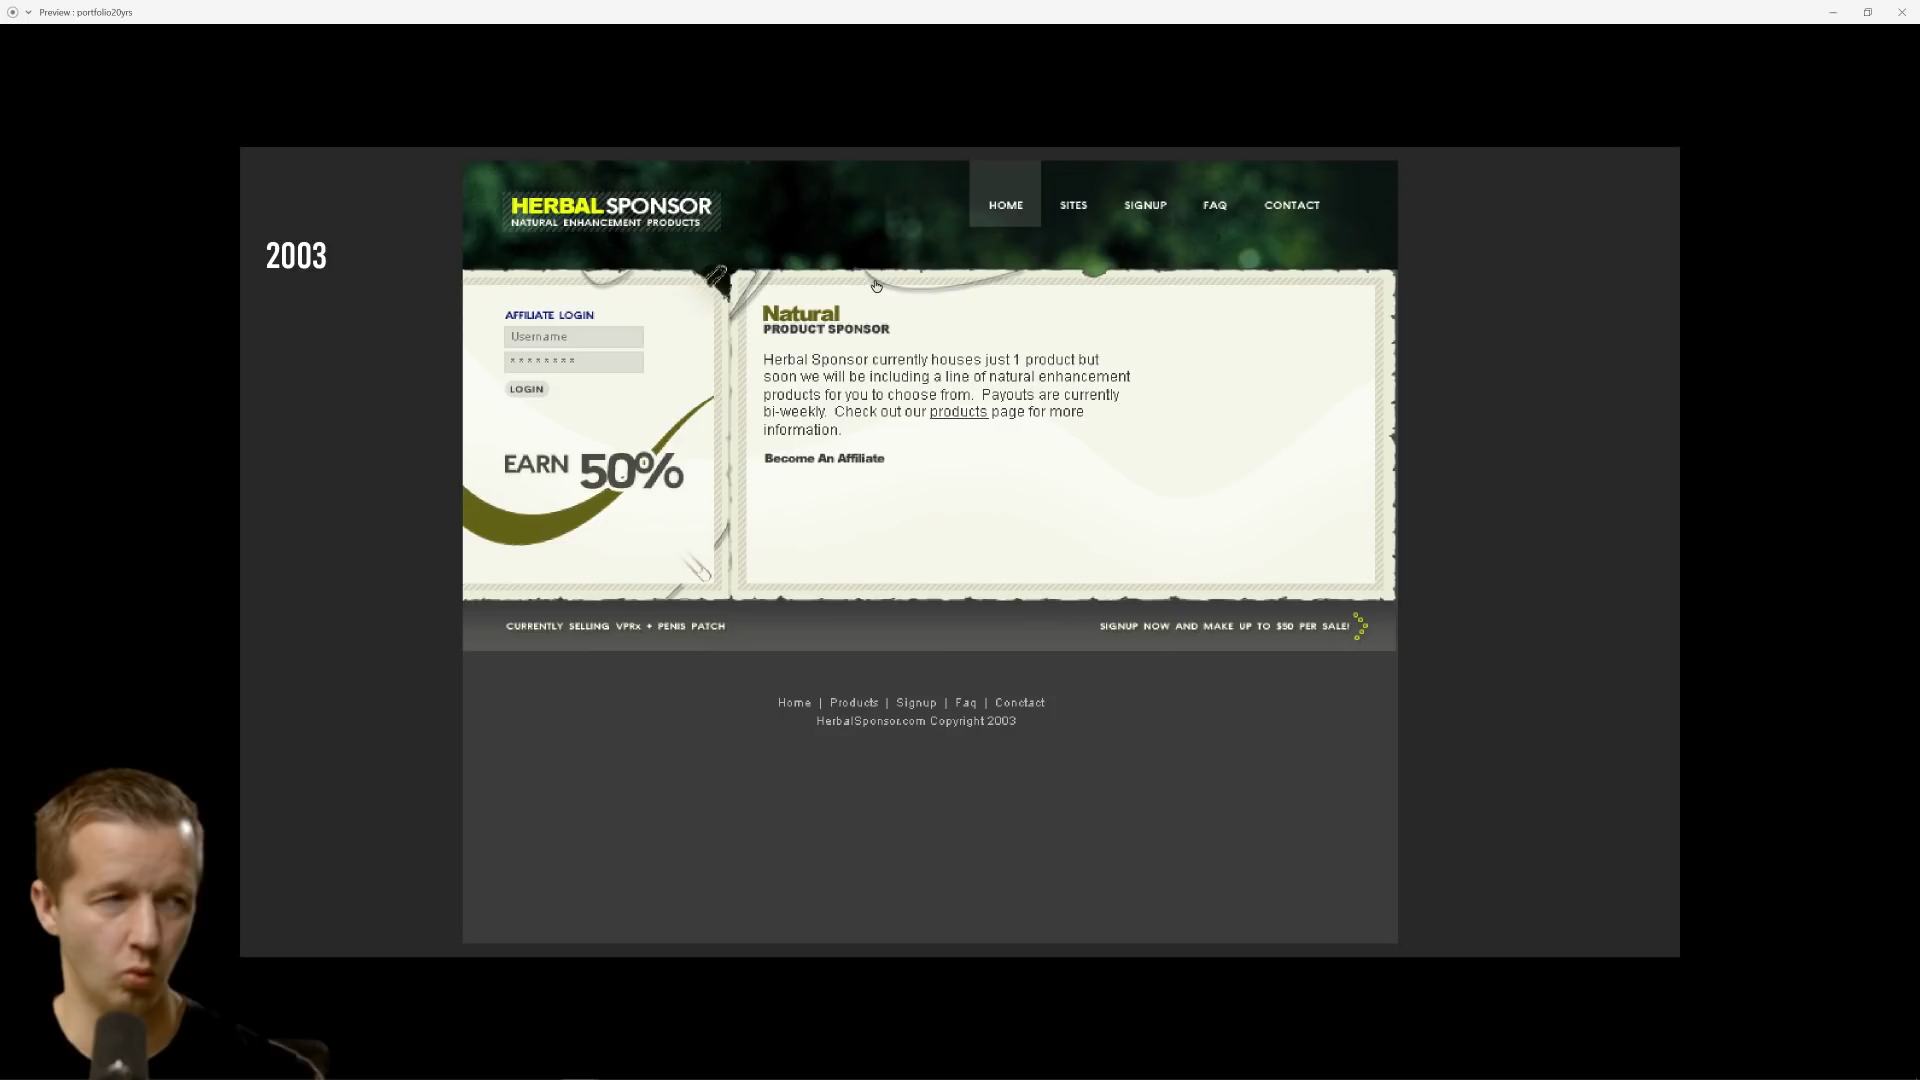 Preview : portfolio20yrs
2003
HERBALSPONSOR
NATURAL ENHANCEMENT PRODUCTS
HOME SITES SIGNUP FAQ CONTACT
AFFILIATE LOGIN
Username
********
LOGIN
EARN 50%
Natural
PRODUCT SPONSOR
Herbal Sponsor currently houses just 1 product but
soon we will be including a line of natural enhancement
products for you to choose from. Payouts are currently
bi-weekly. Check out our products page for more
information.
Become An Affiliate
CURRENTLY SELLING VPRx + PENIS PATCH
SIGNUP NOW AND MAKE UP TO $50 PER SALE!
Home | Products | Signup | Faq | Conctact
HerbalSponsor.com Copyright 2003